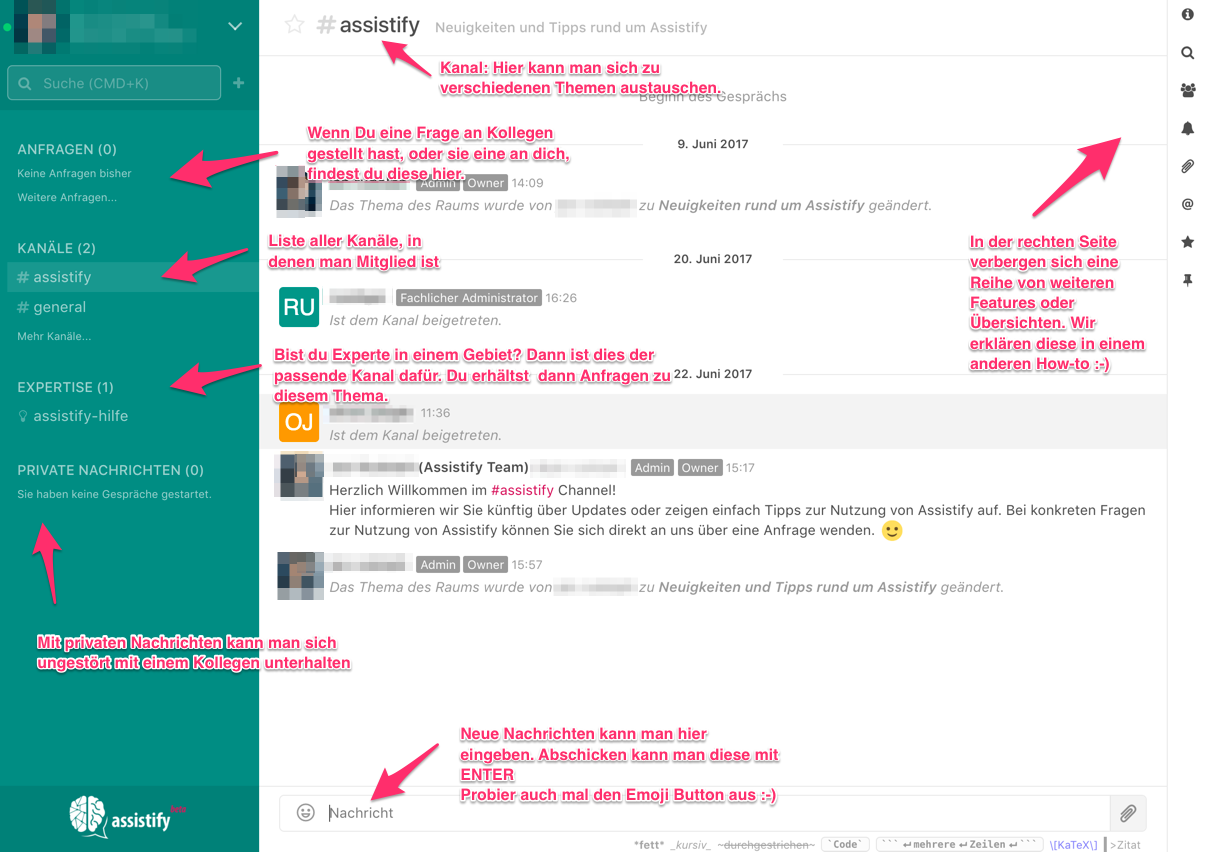 Suche (CMD+K)
ANFRAGEN (0)
Keine Anfragen bisher
Weitere Anfragen...
KANÄLE (2)
# assistify
# general
Mehr Kanäle...
EXPERTISE (1)
assistify-hilfe
PRIVATE NACHRICHTEN (0)
Sie haben keine Gespräche gestartet.
Mit privaten Nachrichten kann man sich
ungestört mit einem Kollegen unterhalten
assistify beta
# assistify Neuigkeiten und Tipps rund um Assistify
Kanal: Hier kann man sich zu
verschiedenen Themen austauschen.
Beginn des Gesprächs
Wenn Du eine Frage an Kollegen
gestellt hast, oder sie eine an dich,
findest du diese hier.
9. Juni 2017
Admin Owner 14:09
Das Thema des Raums wurde von zu Neuigkeiten rund um Assistify geändert.
Liste aller Kanäle, in
denen man Mitglied ist
20. Juni 2017
RU Fachlicher Administrator 16:26
Ist dem Kanal beigetreten.
In der rechten Seite
verbergen sich eine
Reihe von weiteren
Features oder
Übersichten. Wir
erklären diese in einem
anderen How-to :-)
Bist du Experte in einem Gebiet? Dann ist dies der
passende Kanal dafür. Du erhältst dann Anfragen zu
diesem Thema.
22. Juni 2017
OJ 11:36
Ist dem Kanal beigetreten.
(Assistify Team) Admin Owner 15:17
Herzlich Willkommen im #assistify Channel!
Hier informieren wir Sie künftig über Updates oder zeigen einfach Tipps zur Nutzung von Assistify auf. Bei konkreten Fragen
zur Nutzung von Assistify können Sie sich direkt an uns über eine Anfrage wenden.
Admin Owner 15:57
Das Thema des Raums wurde von zu Neuigkeiten und Tipps rund um Assistify geändert.
Neue Nachrichten kann man hier
eingeben. Abschicken kann man diese mit
ENTER
Probier auch mal den Emoji Button aus :-)
Nachricht
*fett* _kursiv_ ~durchgestrichen~ `Code` ```↵mehrere↵Zeilen↵``` \[KaTeX\] >Zitat